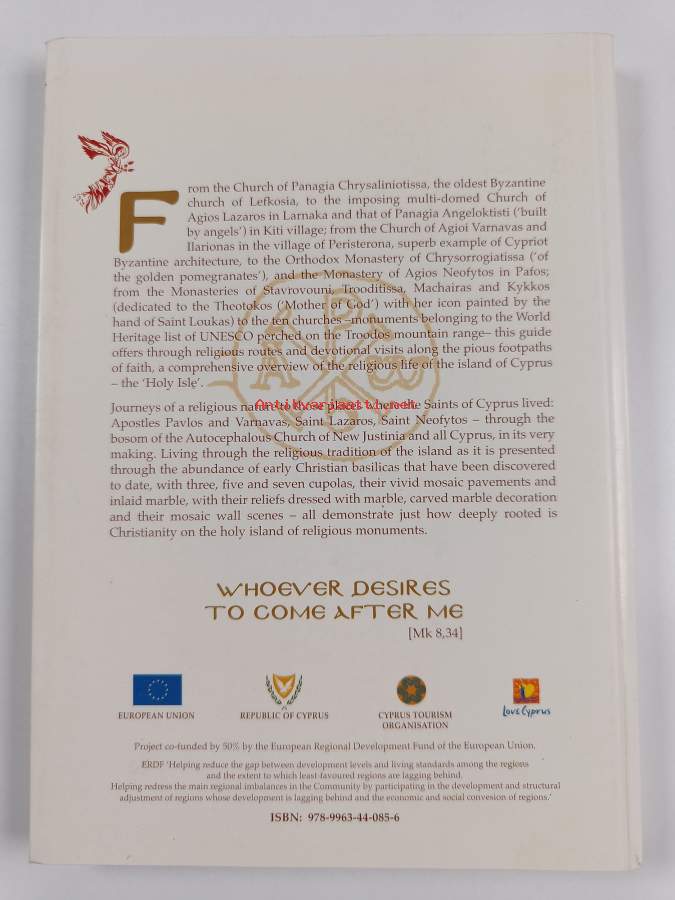 From the Church of Panagia Chrysaliniotissa, the oldest Byzantine
church of Lefkosia, to the imposing multi-domed Church of
Agios Lazaros in Larnaka and that of Panagia Angeloktisti ('built
by angels') in Kiti village; from the Church of Agioi Varnavas and
Ilarionas in the village of Peristerona, superb example of Cypriot
Byzantine architecture, to the Orthodox Monastery of Chrysorrogiatissa ('of
the golden pomegranates'), and the Monastery of Agios Neofytos in Pafos;
from the Monasteries of Stavrovouni, Trooditissa, Machairas and Kykkos
(dedicated to the Theotokos ('Mother of God') with her icon painted by the
hand of Saint Loukas) to the ten churches –monuments belonging to the World
Heritage list of UNESCO perched on the Troodos mountain range– this guide
offers through religious routes and devotional visits along the pious footpaths
of faith, a comprehensive overview of the religious life of the island of Cyprus
– the 'Holy Isle'.
Antikvariaatti.net
Journeys of a religious nature to those places where the Saints of Cyprus lived:
Apostles Pavlos and Varnavas, Saint Lazaros, Saint Neofytos – through the
bosom of the Autocephalous Church of New Justinia and all Cyprus, in its very
making. Living through the religious tradition of the island as it is presented
through the abundance of early Christian basilicas that have been discovered
to date, with three, five and seven cupolas, their vivid mosaic pavements and
inlaid marble, with their reliefs dressed with marble, carved marble decoration
and their mosaic wall scenes – all demonstrate just how deeply rooted is
Christianity on the holy island of religious monuments.
WHOEVER DESIRES
TO COME AFTER ME
[Mk 8,34]
EUROPEAN UNION
REPUBLIC OF CYPRUS
CYPRUS TOURISM
ORGANISATION
Love Cyprus
Project co-funded by 50% by the European Regional Development Fund of the European Union.
ERDF 'Helping reduce the gap between development levels and living standards among the regions
and the extent to which least-favoured regions are lagging behind.
Helping redress the main regional imbalances in the Community by participating in the development and structural
adjustment of regions whose development is lagging behind and the economic and social convesion of regions.'
ISBN: 978-9963-44-085-6